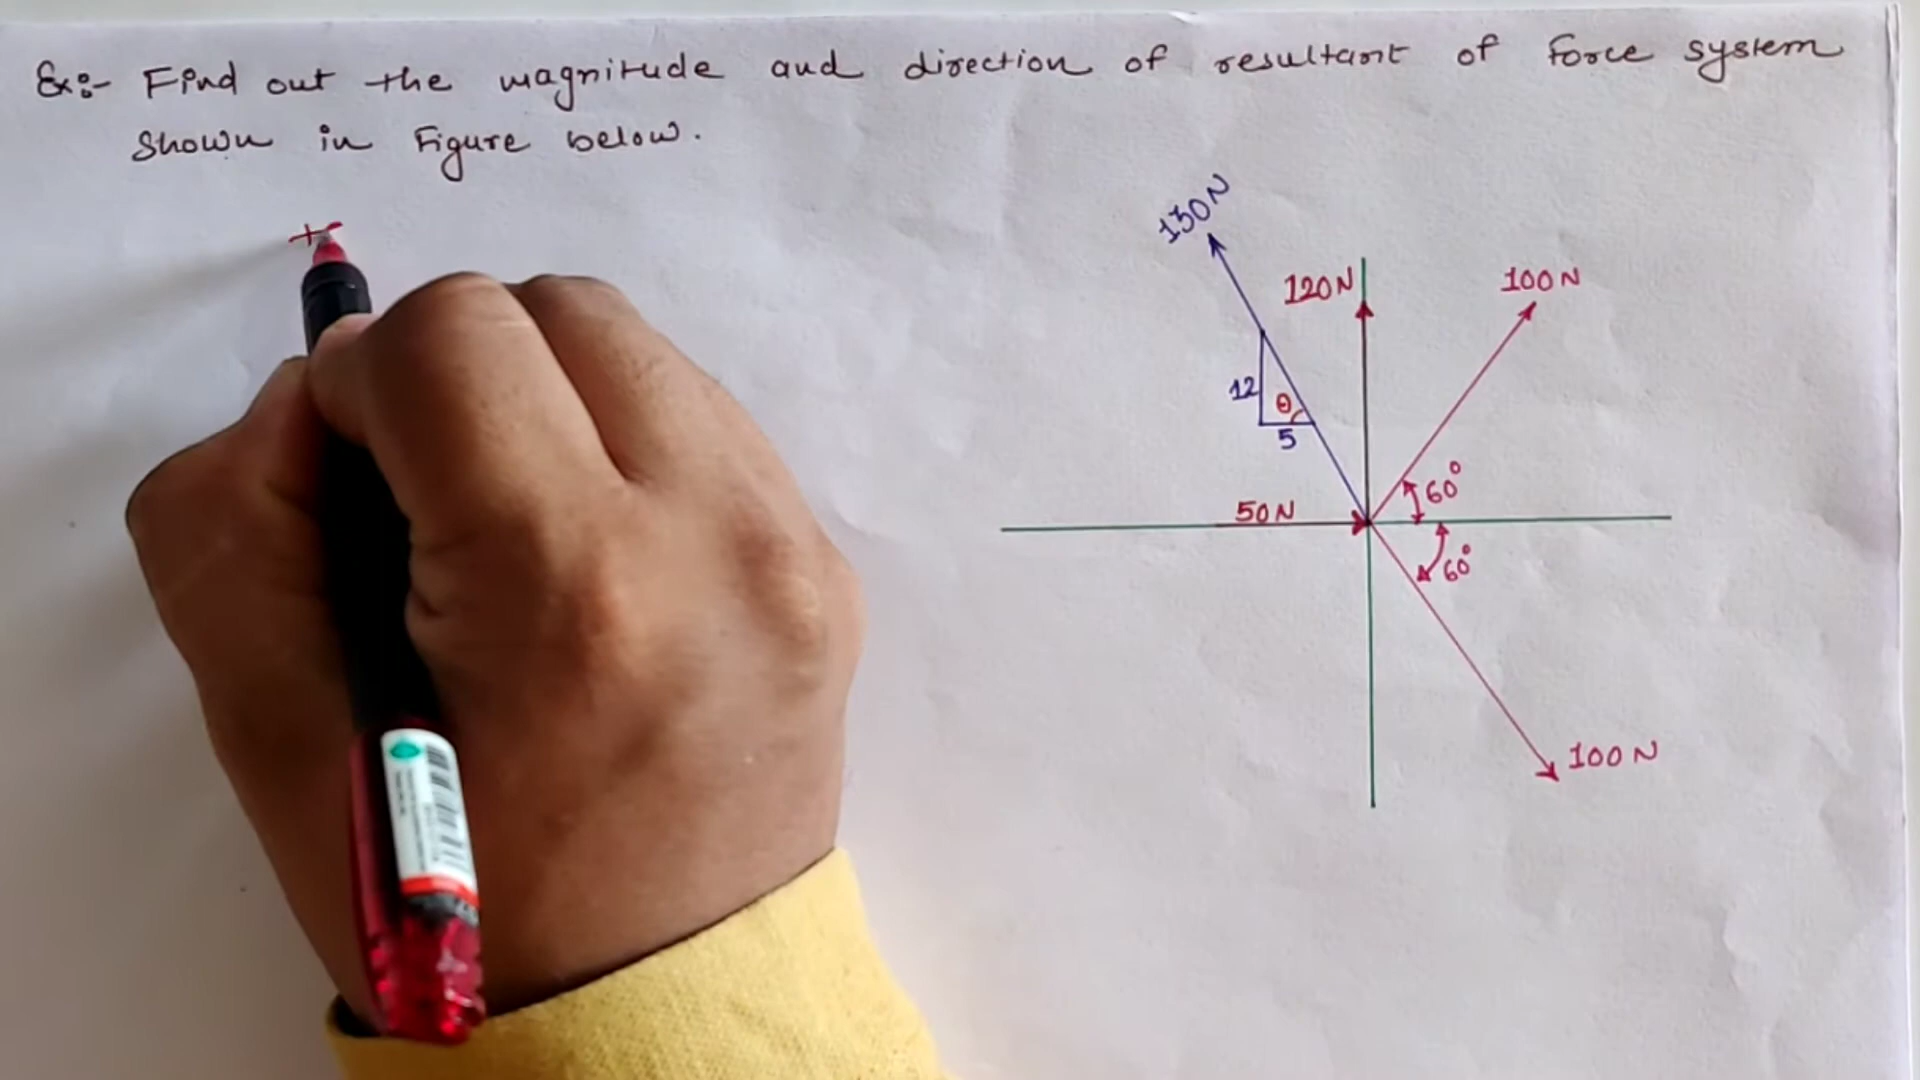 Ex:- Find out the magnitude and direction of resultant of force system
shown in Figure below.
130N
120N
100N
12
θ
5
50N
60°
60°
100N